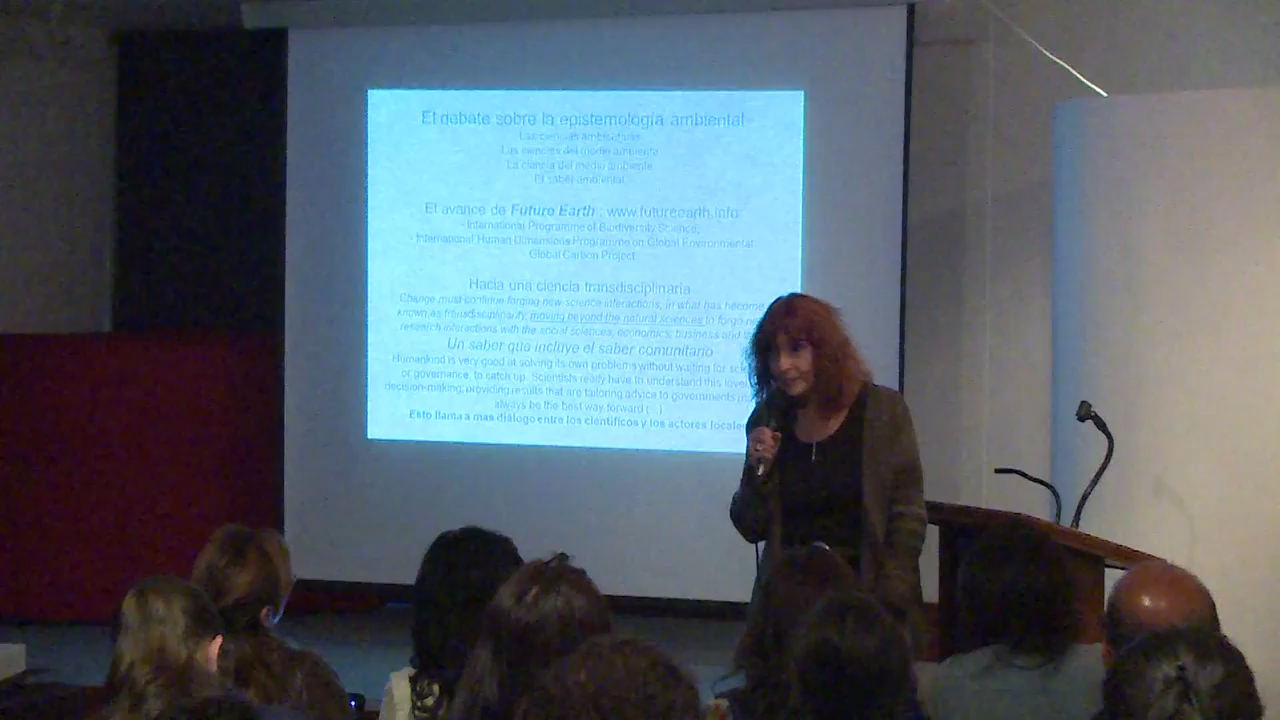 El debate sobre la epistemología ambiental
Las ciencias ambientales
Las ciencias del medio ambiente
La ciencia del medio ambiente
El saber ambiental
El avance de Future Earth : www.futureearth.info
- International Programme of Biodiversity Science,
- International Human Dimensions Programme on Global Environmental
Global Carbon Project
Hacia una ciencia transdisciplinaria
Change must continue forging new science interactions, in what has become
known as transdisciplinarity, moving beyond the natural sciences to forge
research interactions with the social sciences, economics, business and
Un saber que incluye el saber comunitario
Humankind is very good at solving its own problems without waiting for
or governance, to catch up. Scientists really have to understand this
decision-making; providing results that are tailoring advice to governments
always be the best way forward (...)
Esto llama a mas diálogo entre los científicos y los actores locales